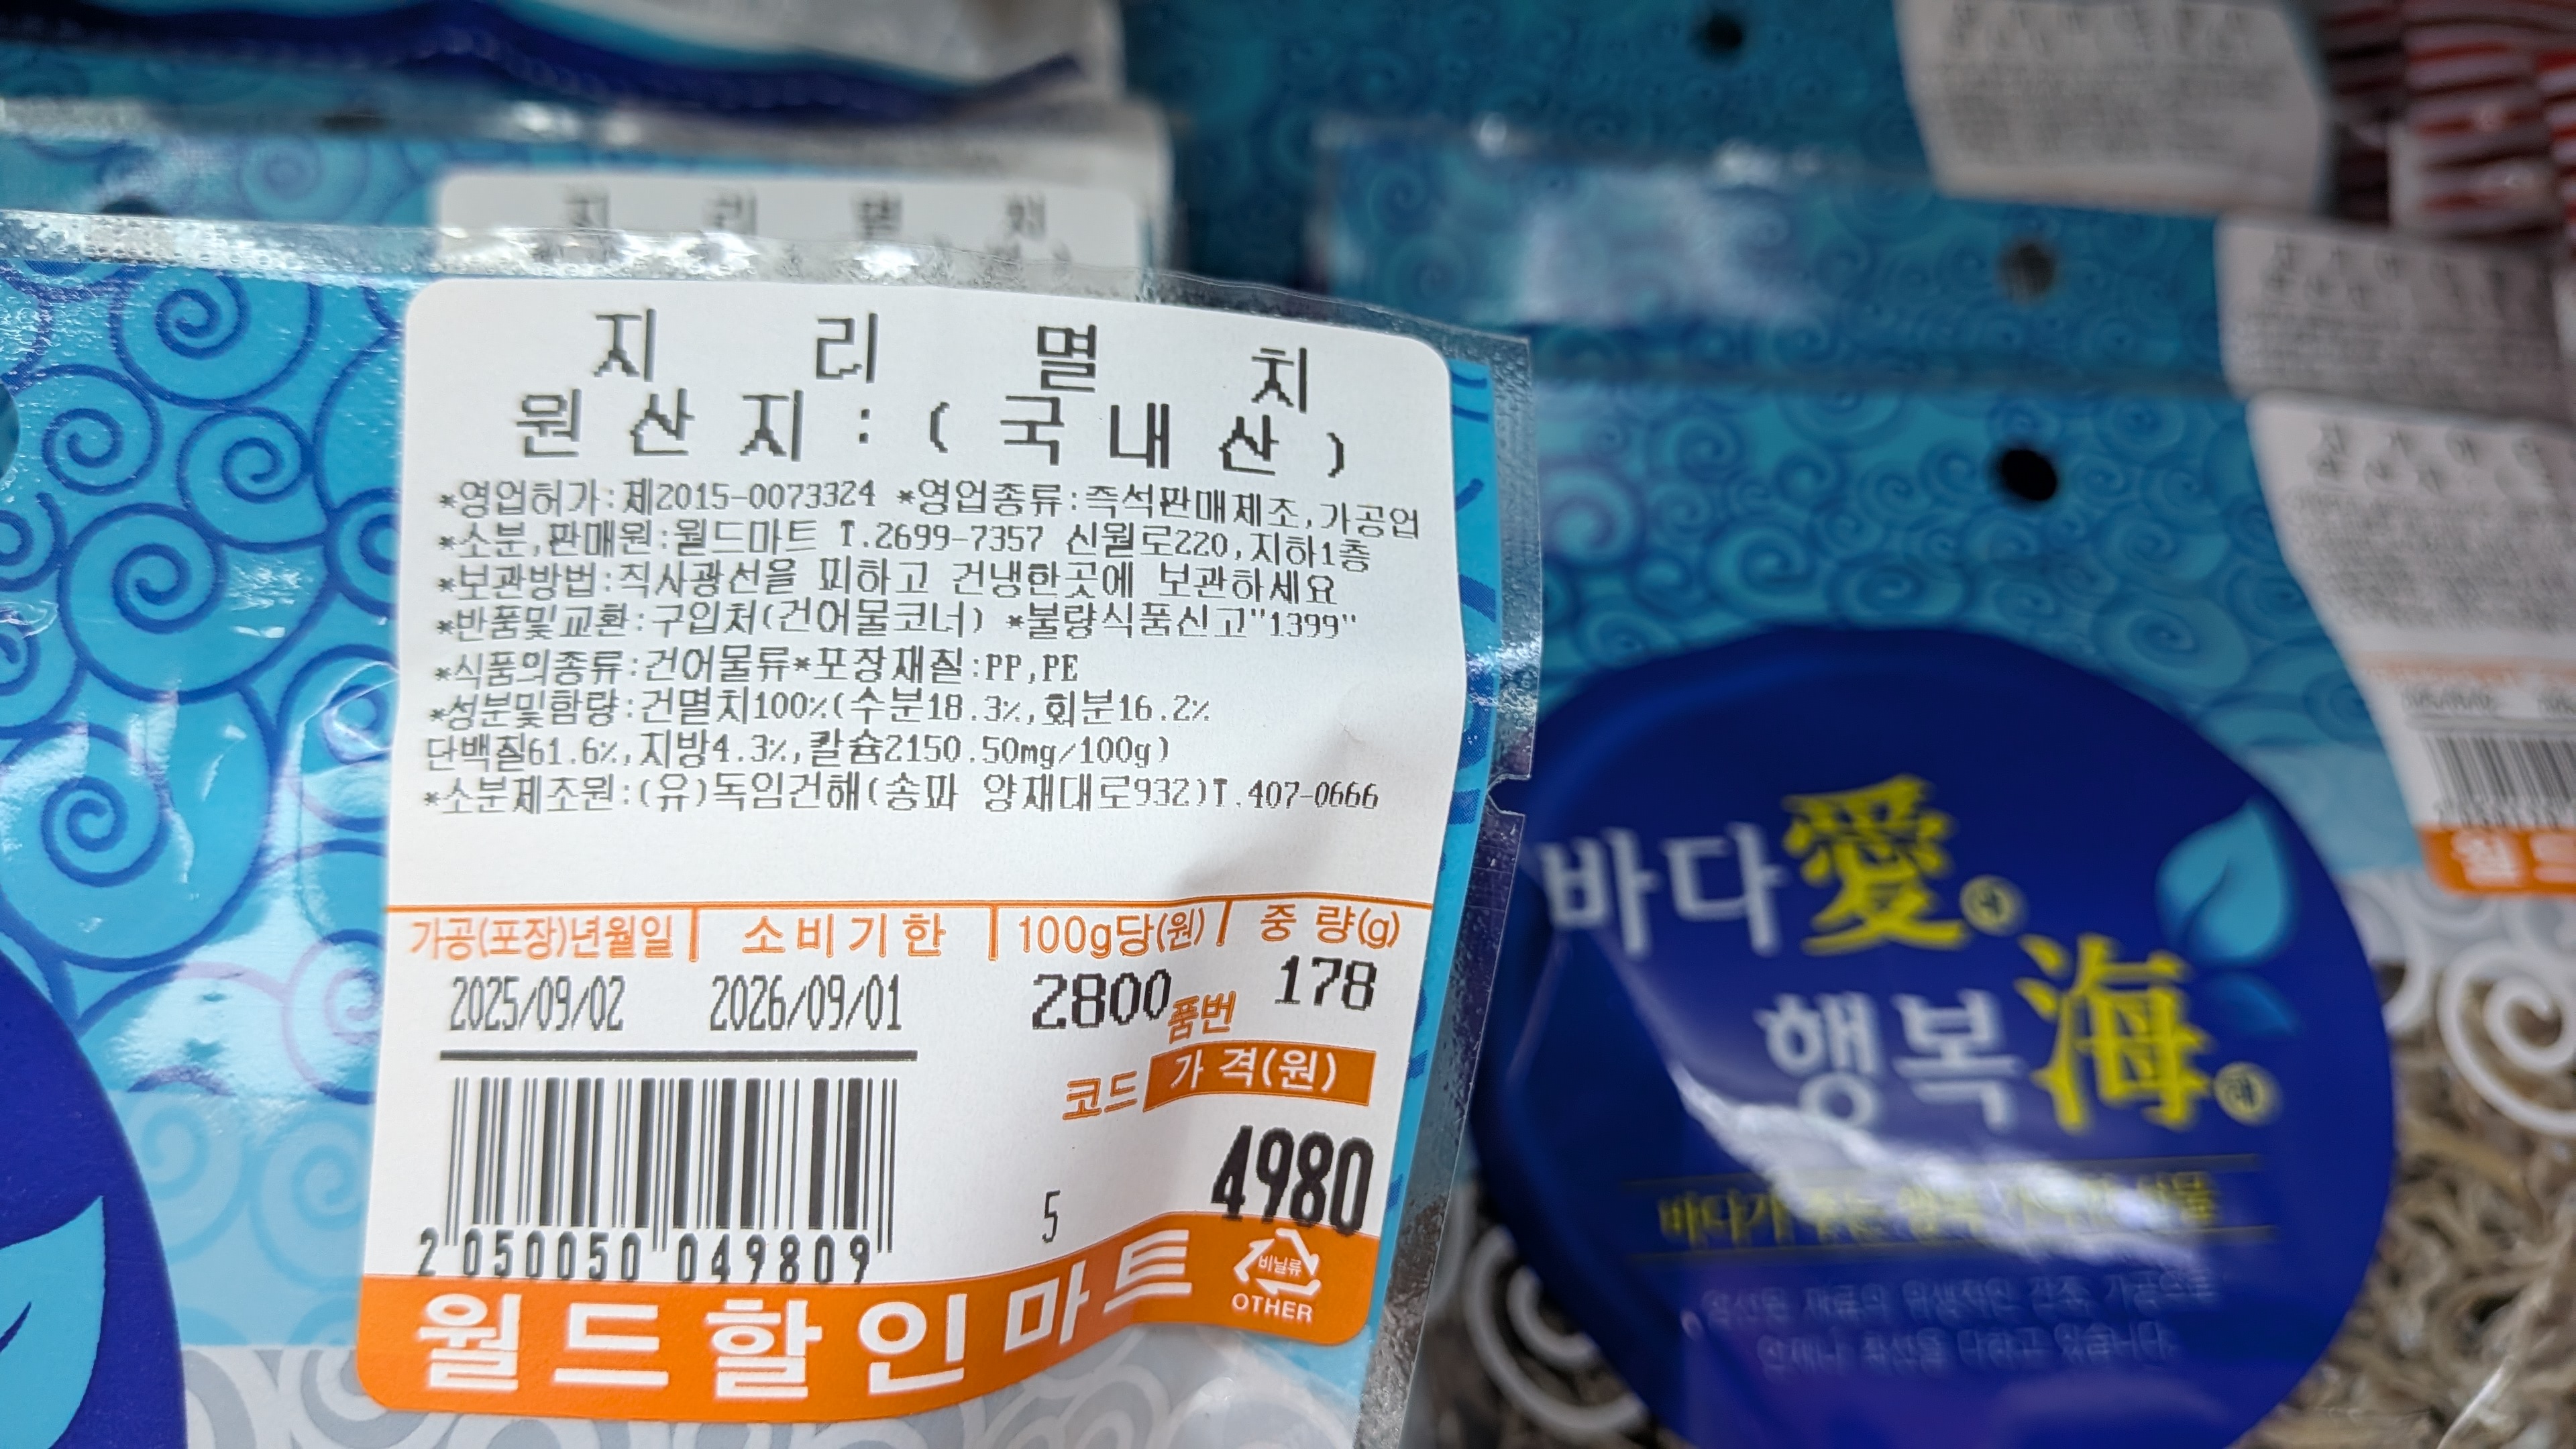 지 리 멸 치
지 리 멸 치
원 산 지 : ( 국 내 산 )
*영업허가:제2015-0073324 *영업종류:즉석판매제조,가공업
*소분,판매원:월드마트 T.2699-7357 신월로220,지하1층
*보관방법:직사광선을 피하고 건냉한곳에 보관하세요
*반품및교환:구입처(건어물코너) *불량식품신고"1399"
*식품의종류:건어물류*포장재질:PP,PE
*성분및함량:건멸치100%(수분18.3%,회분16.2%
단백질61.6%,지방4.3%,칼슘2150.50mg/100g)
*소분제조원:(유)독임건해(송파 양재대로932)T.407-0666
가공(포장)년월일 소비기한 100g당(원) 중 량(g)
2025/09/02 2026/09/01 2800 178
품번
코드 가 격(원)
5 4980
2 050050 049809
월드할인마트
비닐류
OTHER
바다愛애
행복海해
월드